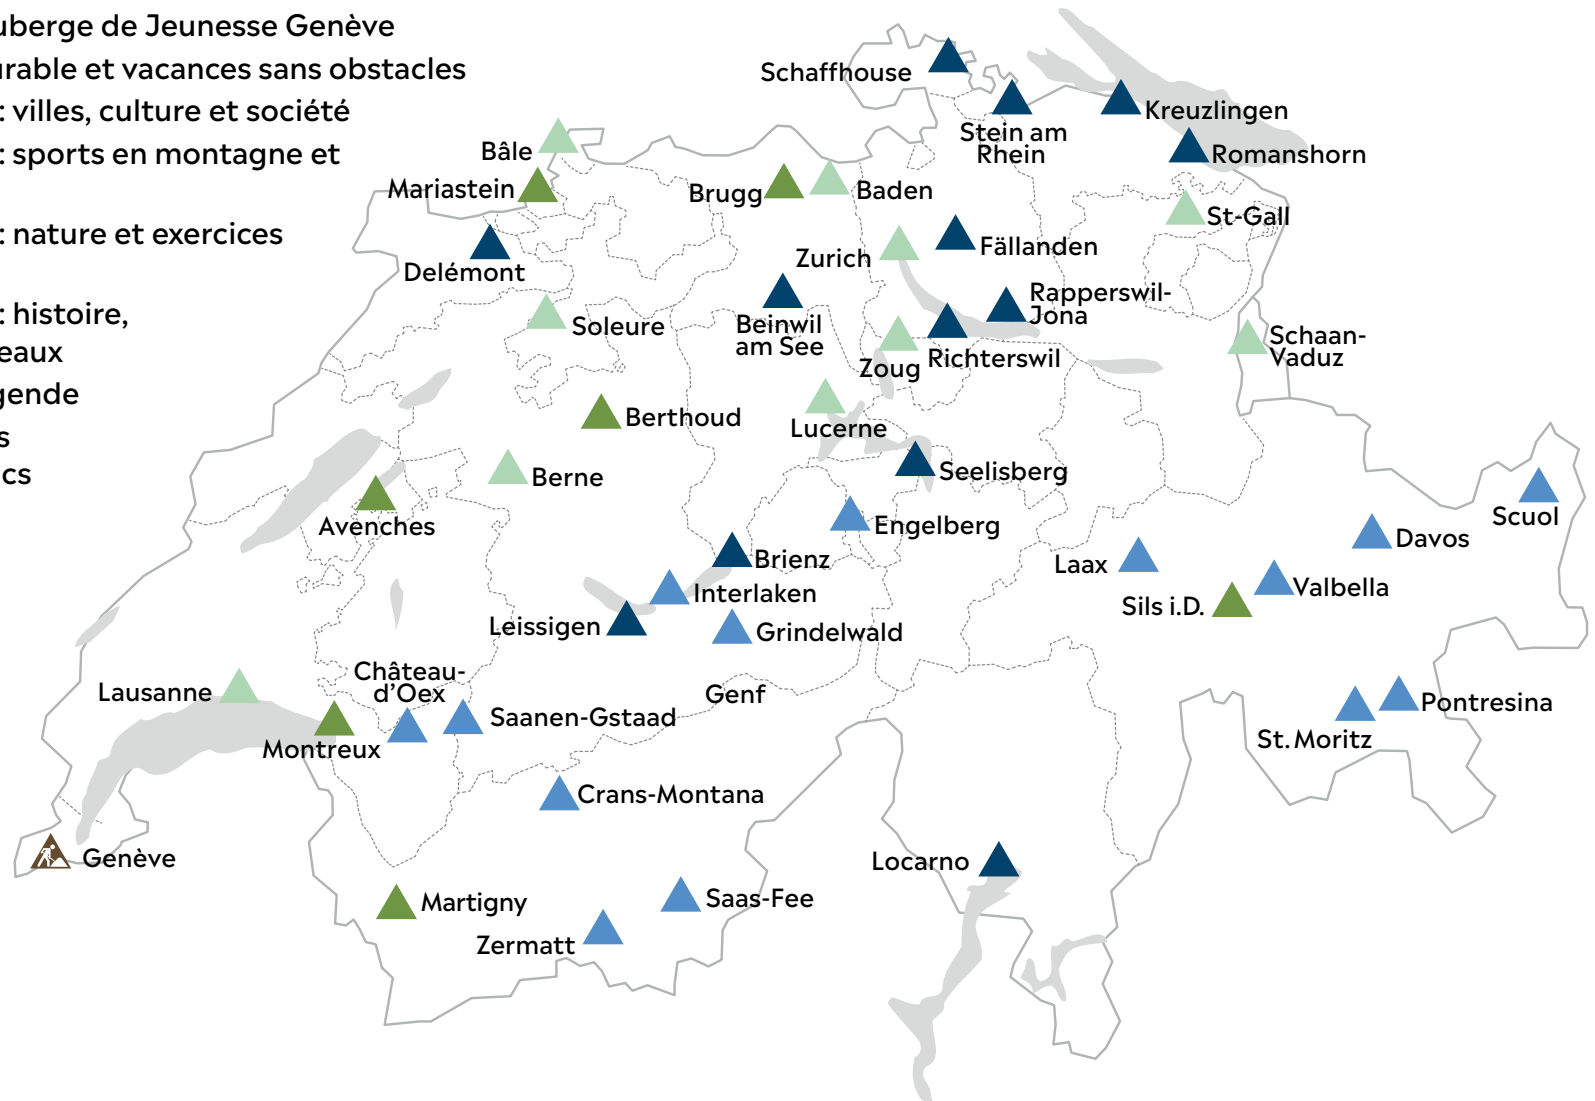 uberge de Jeunesse Genève
urable et vacances sans obstacles
: villes, culture et société
: sports en montagne et
: nature et exercices
: histoire,
eaux
gende
s
cs
Schaffhouse
Stein am
Rhein
Kreuzlingen
Romanshorn
Bâle
Mariastein
Brugg
Baden
St-Gall
Delémont
Zurich
Fällanden
Soleure
Beinwil
am See
Rapperswil-
Jona
Zoug
Richterswil
Schaan-
Vaduz
Berthoud
Lucerne
Berne
Seelisberg
Avenches
Engelberg
Scuol
Davos
Brienz
Laax
Interlaken
Valbella
Sils i.D.
Leissigen
Grindelwald
Château-
d'Oex
Lausanne
Genf
Saanen-Gstaad
Montreux
Pontresina
St. Moritz
Crans-Montana
Genève
Locarno
Martigny
Saas-Fee
Zermatt